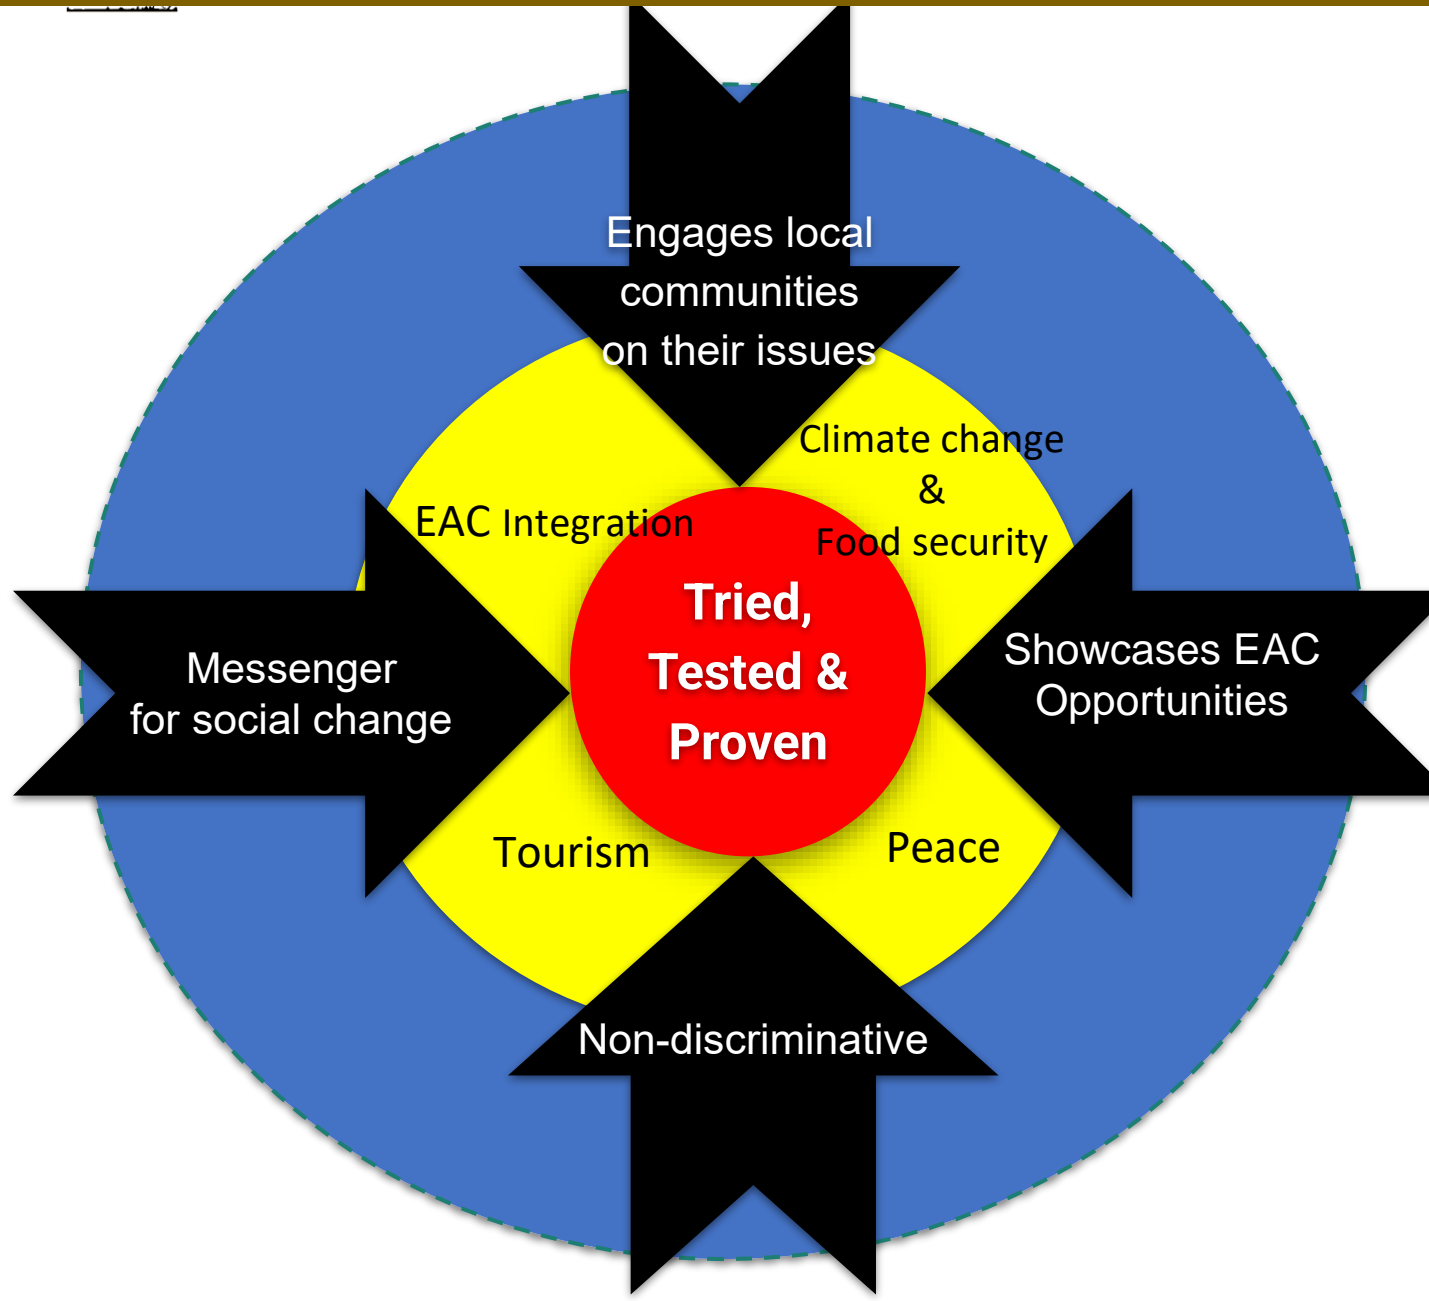 Engages local
communities
on their issues
Climate change
&
Food security
EAC Integration
Tried,
Tested &
Proven
Messenger
for social change
Showcases EAC
Opportunities
Tourism
Peace
Non-discriminative